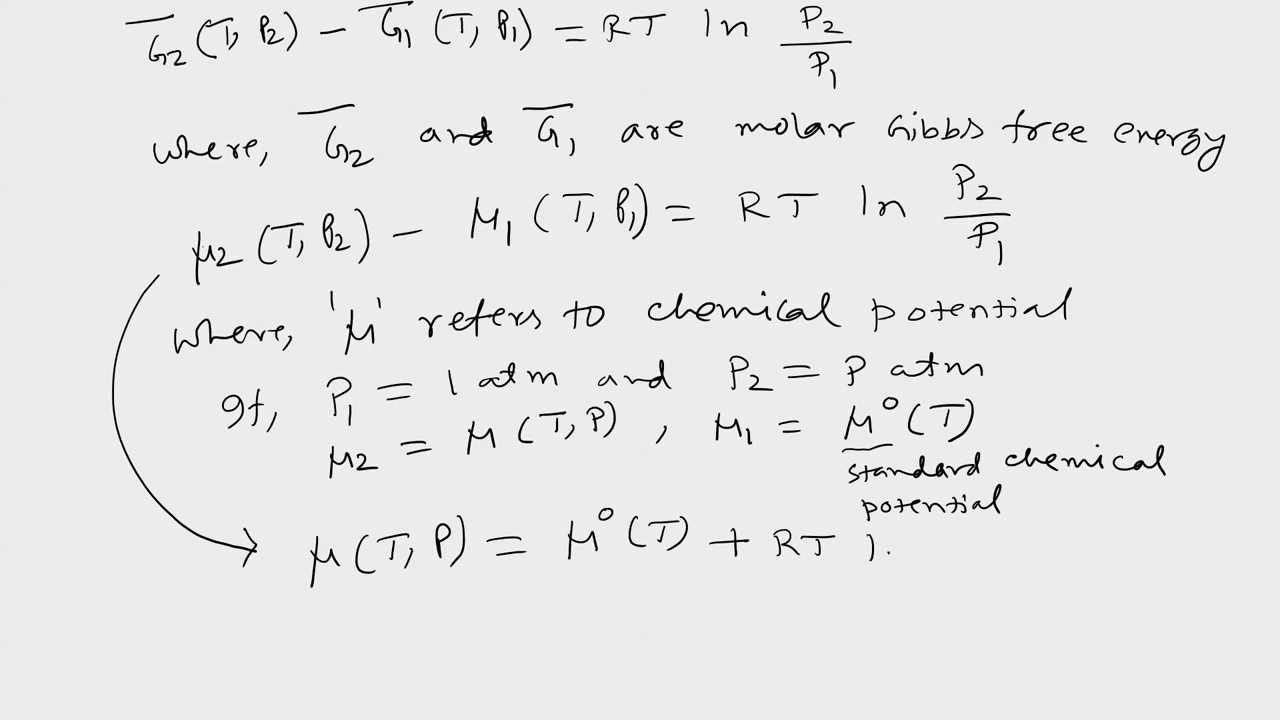 G̅₂ (T, P₂) – G̅₁ (T, P₁) = RT ln P₂/P₁
where, G̅₂ and G̅₁ are molar Gibbs free energy
μ₂ (T, P₂) – μ₁ (T, P₁) = RT ln P₂/P₁
where, 'μ' refers to chemical potential
If, P₁ = 1 atm and P₂ = P atm
μ₂ = μ (T, P) , μ₁ = μ⁰ (T)
standard chemical
potential
μ (T, P) = μ⁰ (T) + RT